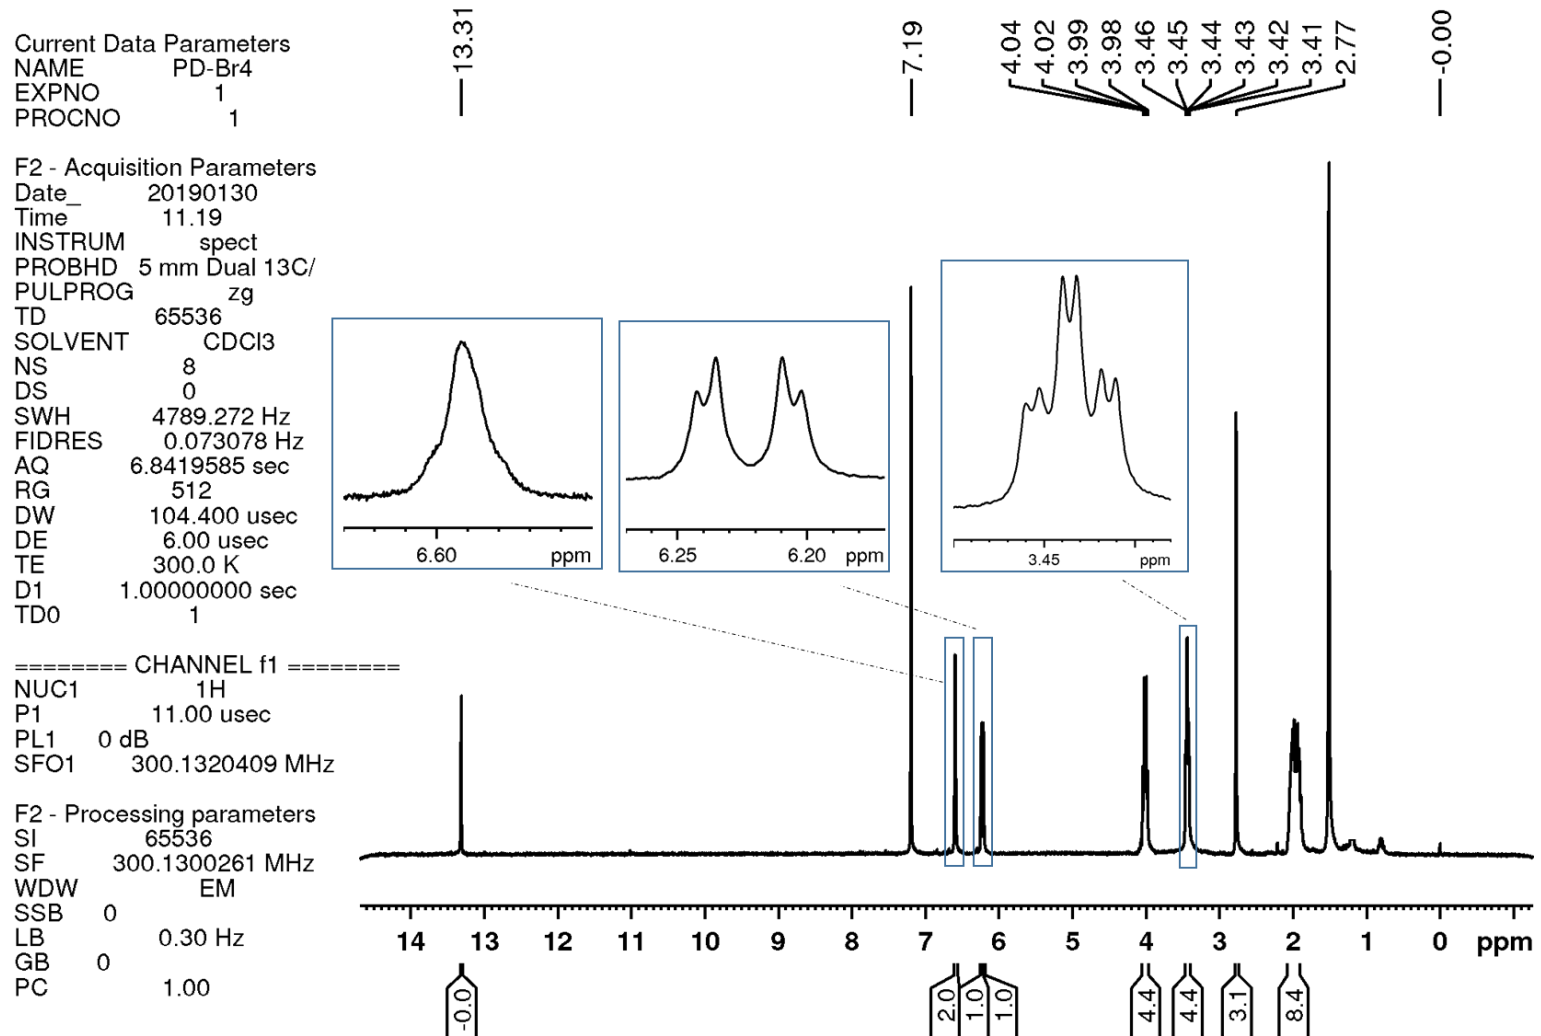 Current Data Parameters
NAME PD-Br4
EXPNO 1
PROCNO 1
F2 - Acquisition Parameters
Date_ 20190130
Time 11.19
INSTRUM spect
PROBHD 5 mm Dual 13C/
PULPROG zg
TD 65536
SOLVENT CDCl3
NS 8
DS 0
SWH 4789.272 Hz
FIDRES 0.073078 Hz
AQ 6.8419585 sec
RG 512
DW 104.400 usec
DE 6.00 usec
TE 300.0 K
D1 1.00000000 sec
TD0 1
======== CHANNEL f1 ========
NUC1 1H
P1 11.00 usec
PL1 0 dB
SFO1 300.1320409 MHz
F2 - Processing parameters
SI 65536
SF 300.1300261 MHz
WDW EM
SSB 0
LB 0.30 Hz
GB 0
PC 1.00
13.31
7.19
4.04
4.02
3.99
3.98
3.46
3.45
3.44
3.43
3.42
3.41
2.77
-0.00
6.60 ppm
6.25 6.20 ppm
3.45 ppm
14 13 12 11 10 9 8 7 6 5 4 3 2 1 0 ppm
-0.0
2.0
1.0
1.0
4.4
4.4
3.1
8.4